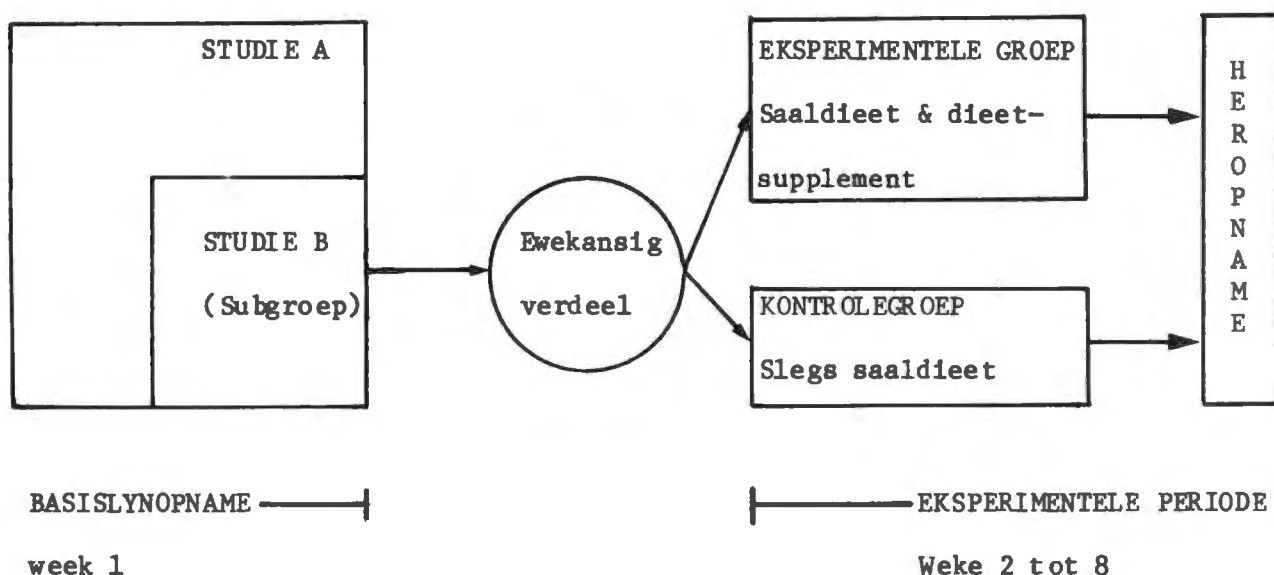 STUDIE A
STUDIE B
(Subgroep)
Ewekansig
verdeel
EKSPERIMENTELE GROEP
Saaldieet & dieet-
supplement
KONTROLEGROEP
Slegs saaldieet
HEROPNAME
BASISLYNOPNAME
week 1
EKSPERIMENTELE PERIODE
Weke 2 tot 8